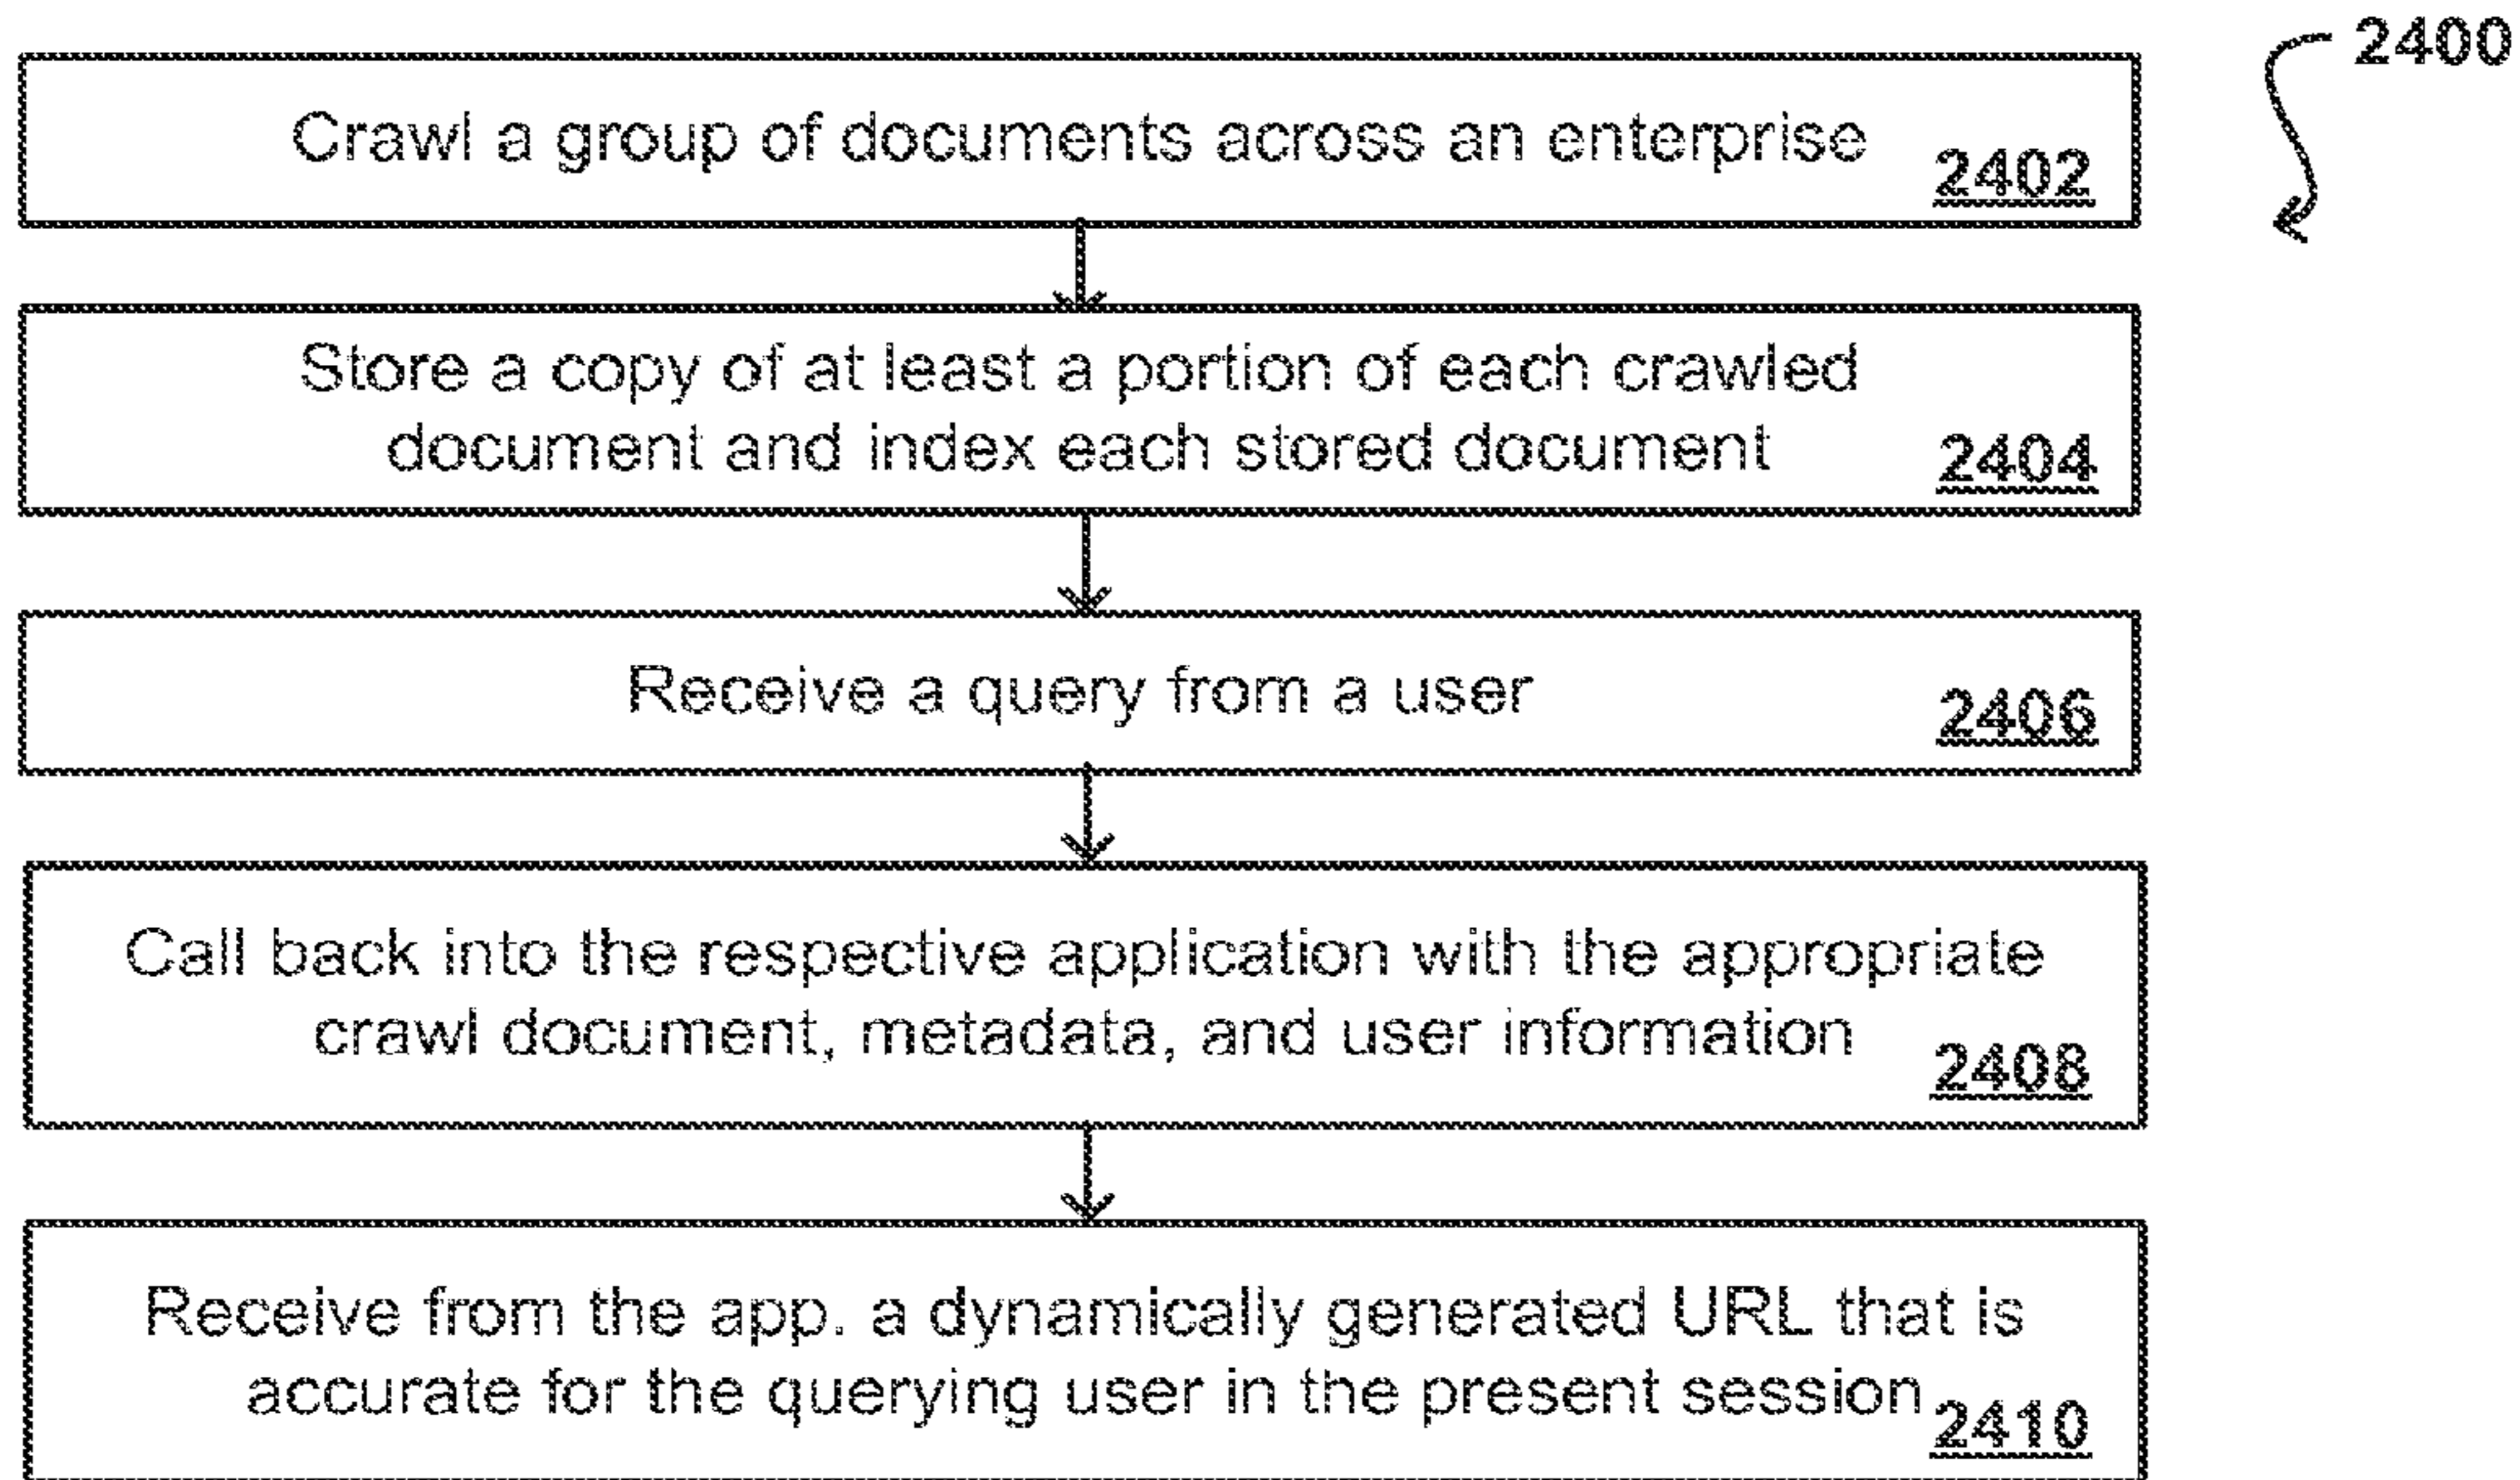 2400
Crawl a group of documents across an enterprise
2402
Store a copy of at least a portion of each crawled
document and index each stored document
2404
Receive a query from a user
2406
Call back into the respective application with the appropriate
crawl document, metadata, and user information
2408
Receive from the app. a dynamically generated URL that is
accurate for the querying user in the present session
2410